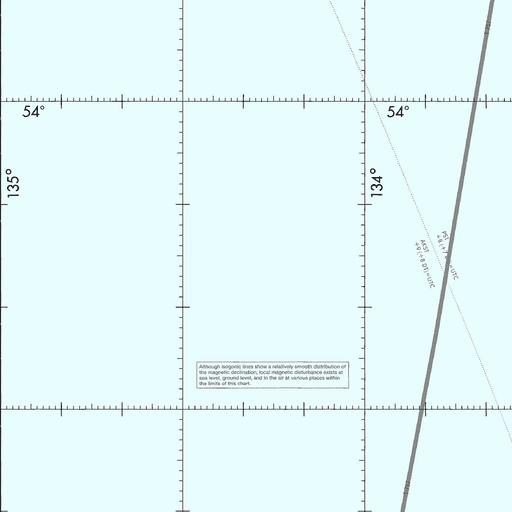 54°
54°
135°
134°
PST
+8 (+7 DT)=UTC
AKST
+9 (+8 DT)=UTC
Although isogonic lines show a relatively smooth distribution of
the magnetic declination, local magnetic disturbance exists at
sea level, ground level, and in the air at various places within
the limits of this chart.